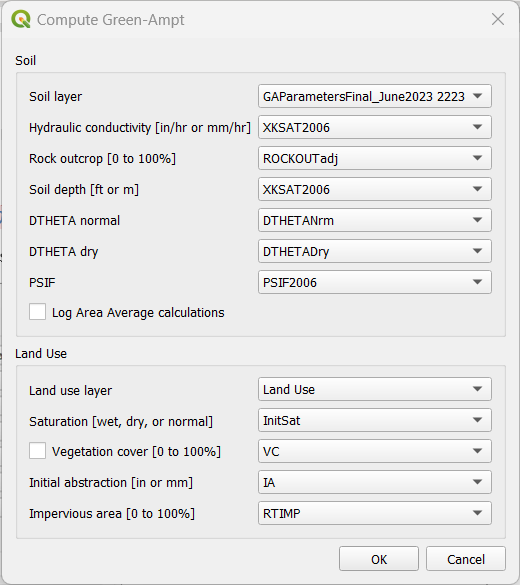 Compute Green-Ampt
Soil
Soil layer GAParametersFinal_June2023 2223
Hydraulic conductivity [in/hr or mm/hr] XKSAT2006
Rock outcrop [0 to 100%] ROCKOUTadj
Soil depth [ft or m] XKSAT2006
DTHETA normal DTHETANrm
DTHETA dry DTHETADry
PSIF PSIF2006
Log Area Average calculations
Land Use
Land use layer Land Use
Saturation [wet, dry, or normal] InitSat
Vegetation cover [0 to 100%] VC
Initial abstraction [in or mm] IA
Impervious area [0 to 100%] RTIMP
OK Cancel